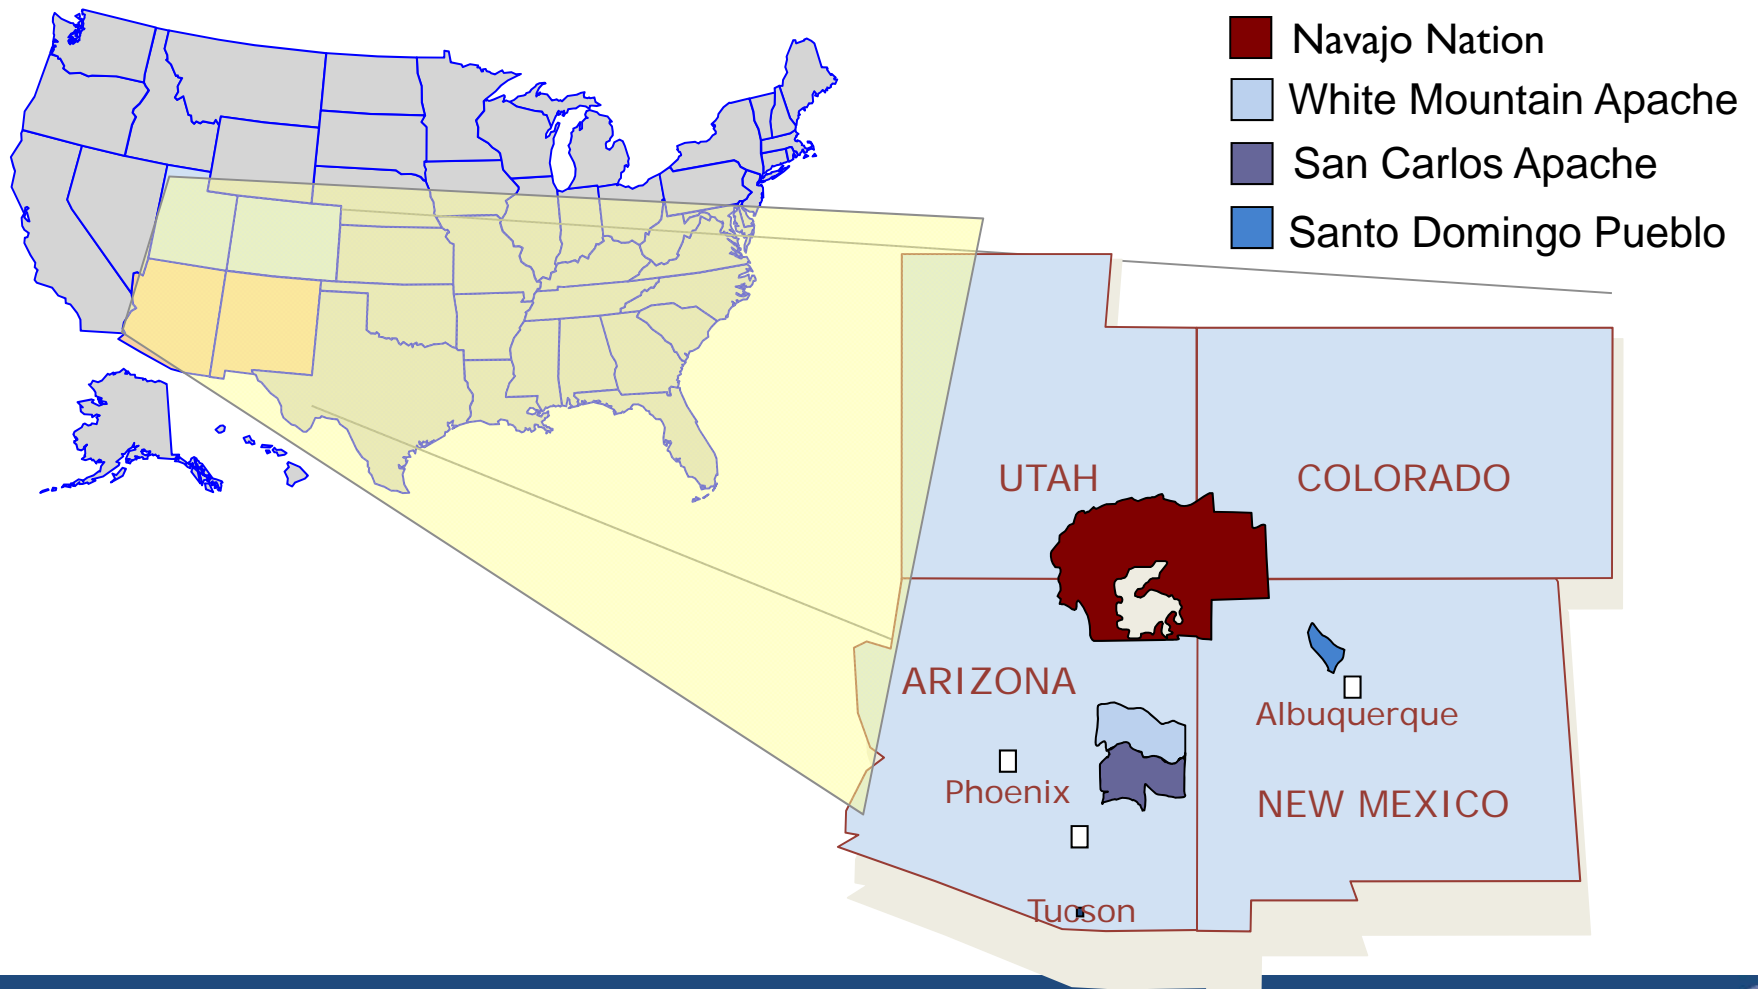 Navajo Nation
White Mountain Apache
San Carlos Apache
Santo Domingo Pueblo
UTAH
COLORADO
ARIZONA
Albuquerque
Phoenix
NEW MEXICO
Tucson